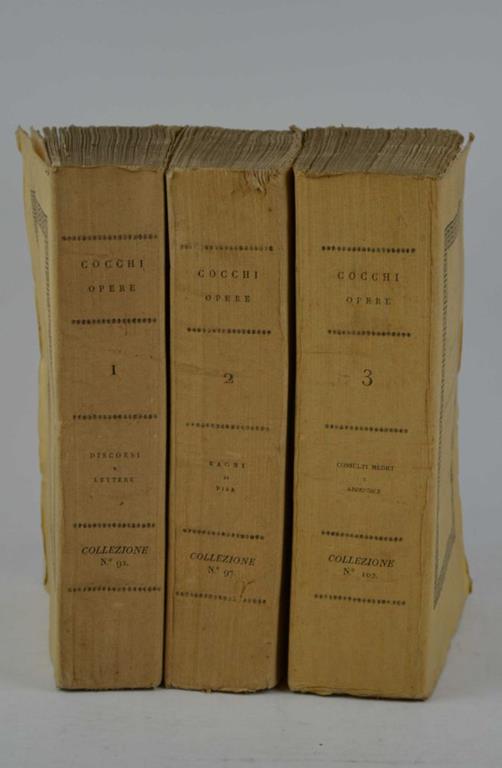 COCCHI
OPERE
1
DISCORSI
E
LETTERE
COLLEZIONE
N.º 92.
COCCHI
OPERE
2
BAGNI
DI
PISA
COLLEZIONE
N.º 97.
COCCHI
OPERE
3
CONSULTI MEDICI
E
APPENDICE
COLLEZIONE
N.º 107.